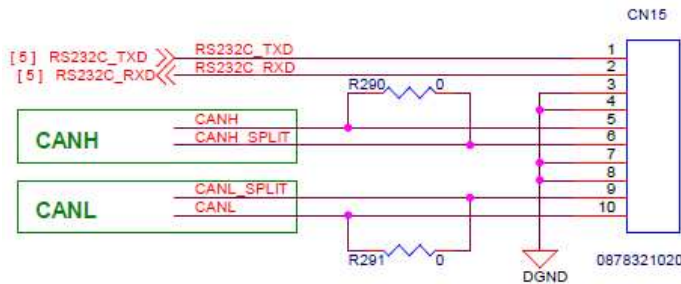 CN15
[5] RS232C_TXD RS232C_TXD 1
[5] RS232C_RXD RS232C_RXD 2
R290 0 3
4
CANH 5
CANH CANH_SPLIT 6
7
8
CANL_SPLIT 9
CANL CANL 10
R291 0
DGND 0878321020